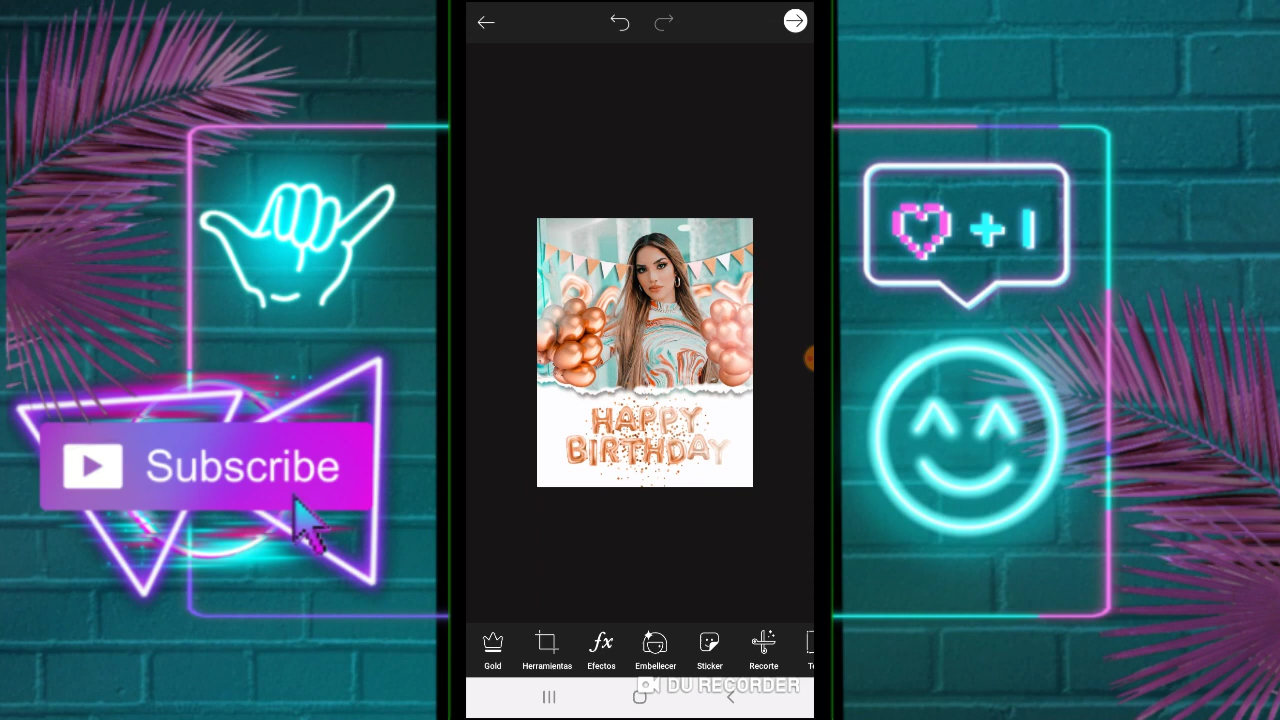 Subscribe
+ 1
HAPPY
BIRTHDAY
Gold
Herramientas
Efectos
Embellecer
Sticker
Recorte
DU RECORDER